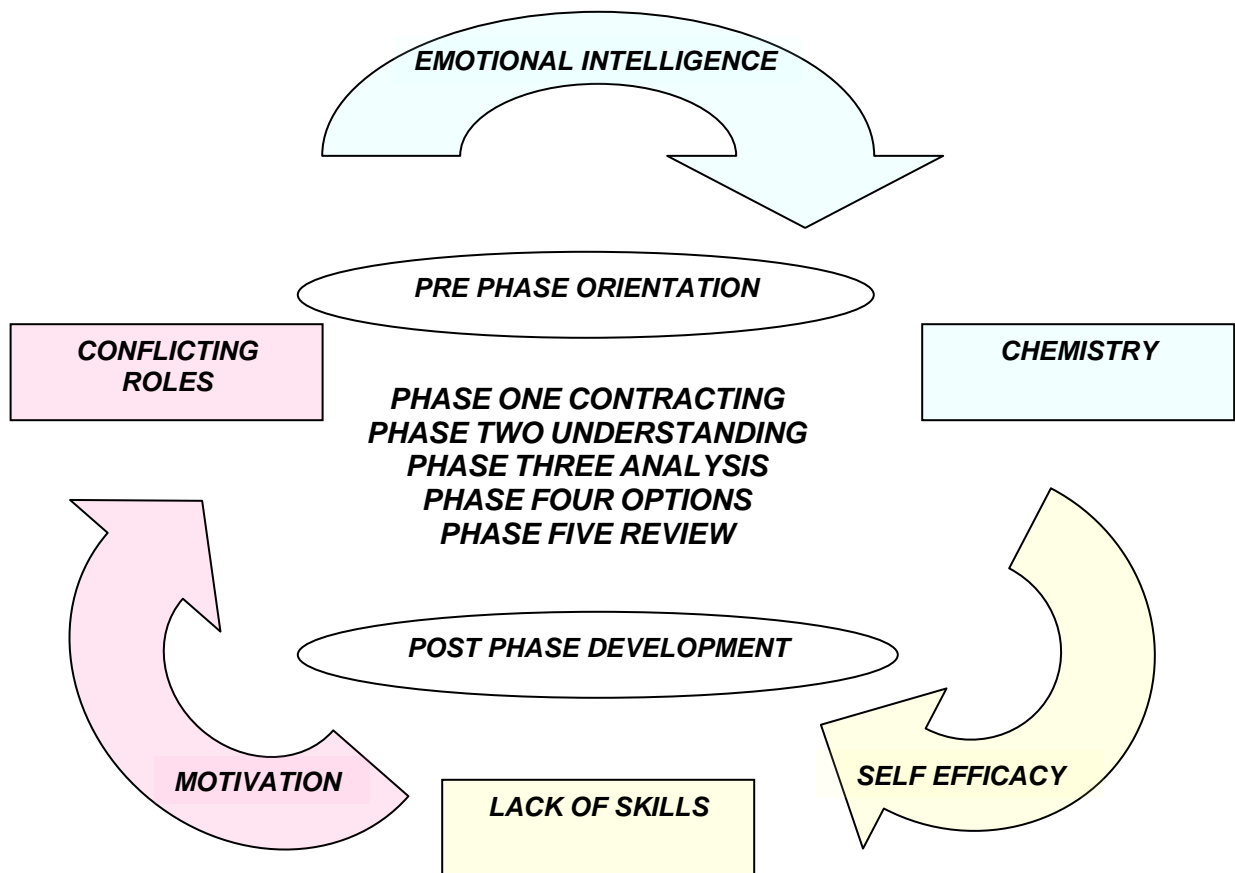 EMOTIONAL INTELLIGENCE
PRE PHASE ORIENTATION
CONFLICTING
ROLES
CHEMISTRY
PHASE ONE CONTRACTING
PHASE TWO UNDERSTANDING
PHASE THREE ANALYSIS
PHASE FOUR OPTIONS
PHASE FIVE REVIEW
POST PHASE DEVELOPMENT
MOTIVATION
SELF EFFICACY
LACK OF SKILLS